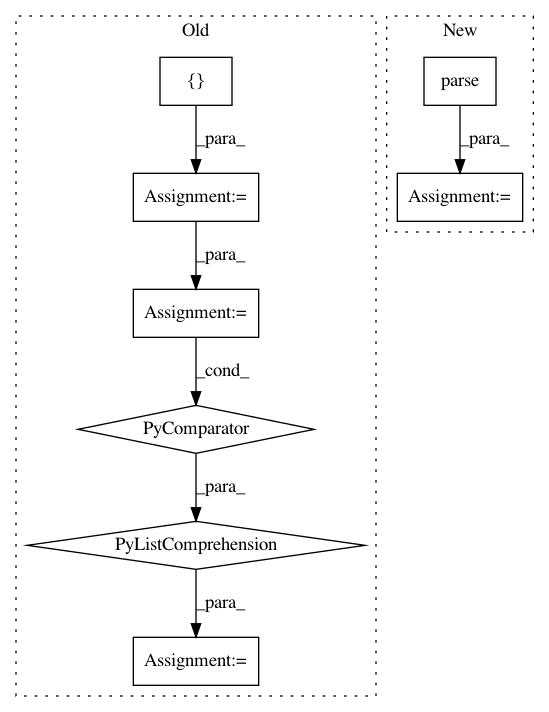 Old
New
{}
parse
_para_
_para_
Assignment:=
Assignment:=
_para_
Assignment:=
_cond_
PyComparator
_para_
PyListComprehension
_para_
Assignment:=